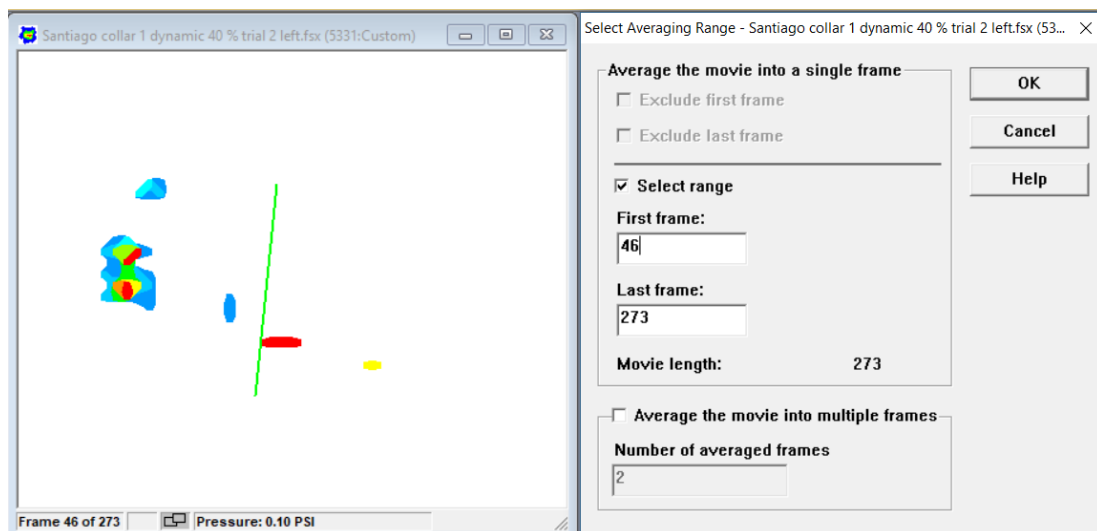 Santiago collar 1 dynamic 40 % trial 2 left.fsx (5331:Custom)
Frame 46 of 273
Pressure: 0.10 PSI
Select Averaging Range - Santiago collar 1 dynamic 40 % trial 2 left.fsx (53...
Average the movie into a single frame
Exclude first frame
Exclude last frame
Select range
First frame:
46
Last frame:
273
Movie length: 273
Average the movie into multiple frames
Number of averaged frames
2
OK
Cancel
Help